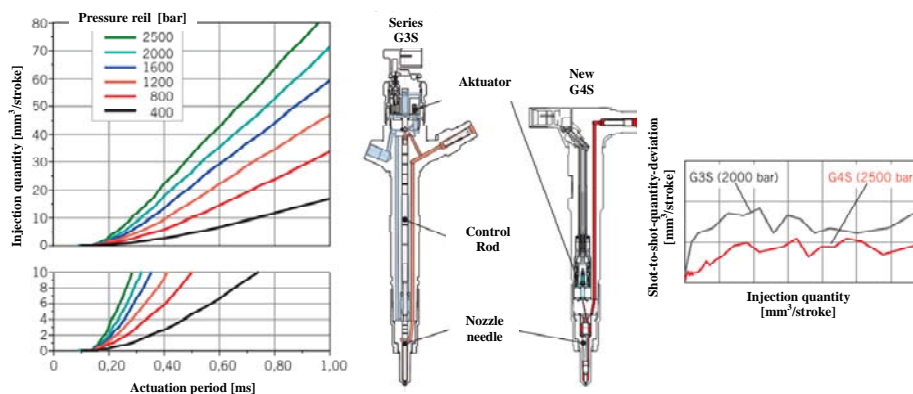 Pressure reil [bar]
2500
2000
1600
1200
800
400
Injection quantity [mm³/stroke]
80
70
60
50
40
30
20
10
0
10
8
6
4
2
0
0
0,20
0,40
0,60
0,80
1,00
Actuation period [ms]
Series
G3S
Aktuator
New
G4S
Control
Rod
Nozzle
needle
Shot-to-shot-quantity-deviation
[mm³/stroke]
G3S (2000 bar)
G4S (2500 bar
Injection quantity
[mm³/stroke]